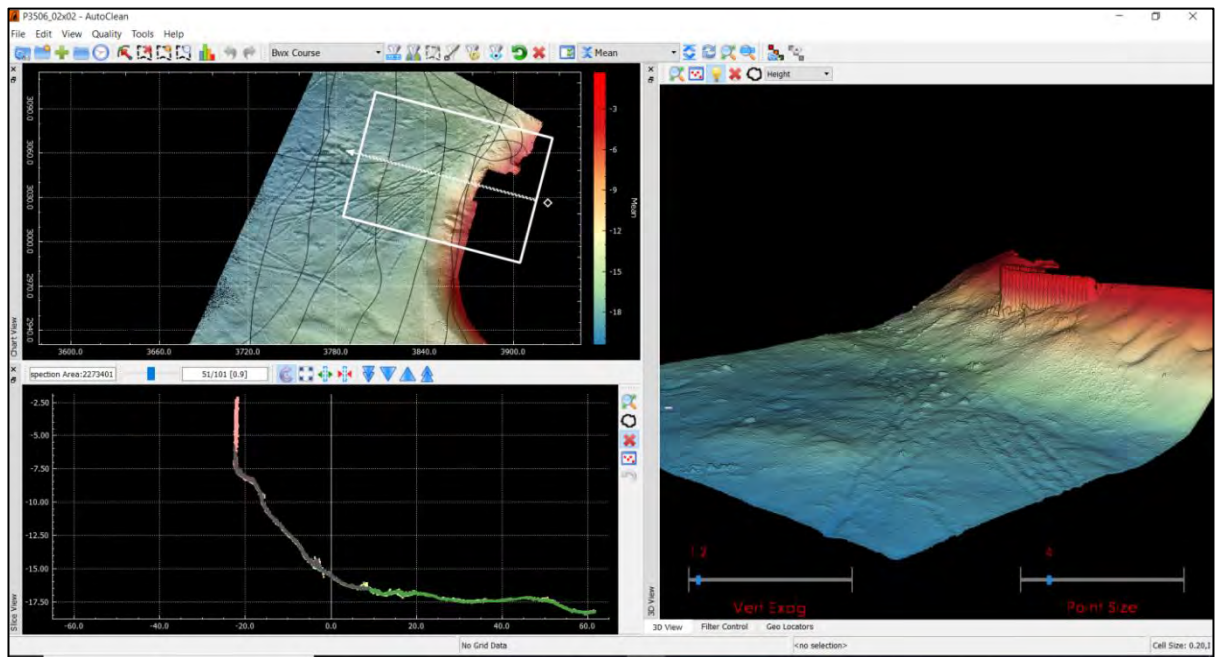 P3506_02x02 - AutoClean
File Edit View Quality Tools Help
Bwx Course
Mean
Height
3090.0
3060.0
3030.0
3000.0
2970.0
2940.0
3600.0 3660.0 3720.0 3780.0 3840.0 3900.0
-3
-6
-9
-12
-15
-18
Mean
Chart View
spection Area:2273401
51/101 [0.9]
-2.50
-5.00
-7.50
-10.00
-12.50
-15.00
-17.50
-60.0 -40.0 -20.0 0.0 20.0 40.0 60.0
Slice View
1.2
4
Vert Exag
Point Size
3D View
3D View Filter Control Geo Locators
No Grid Data
<no selection>
Cell Size: 0.20,1